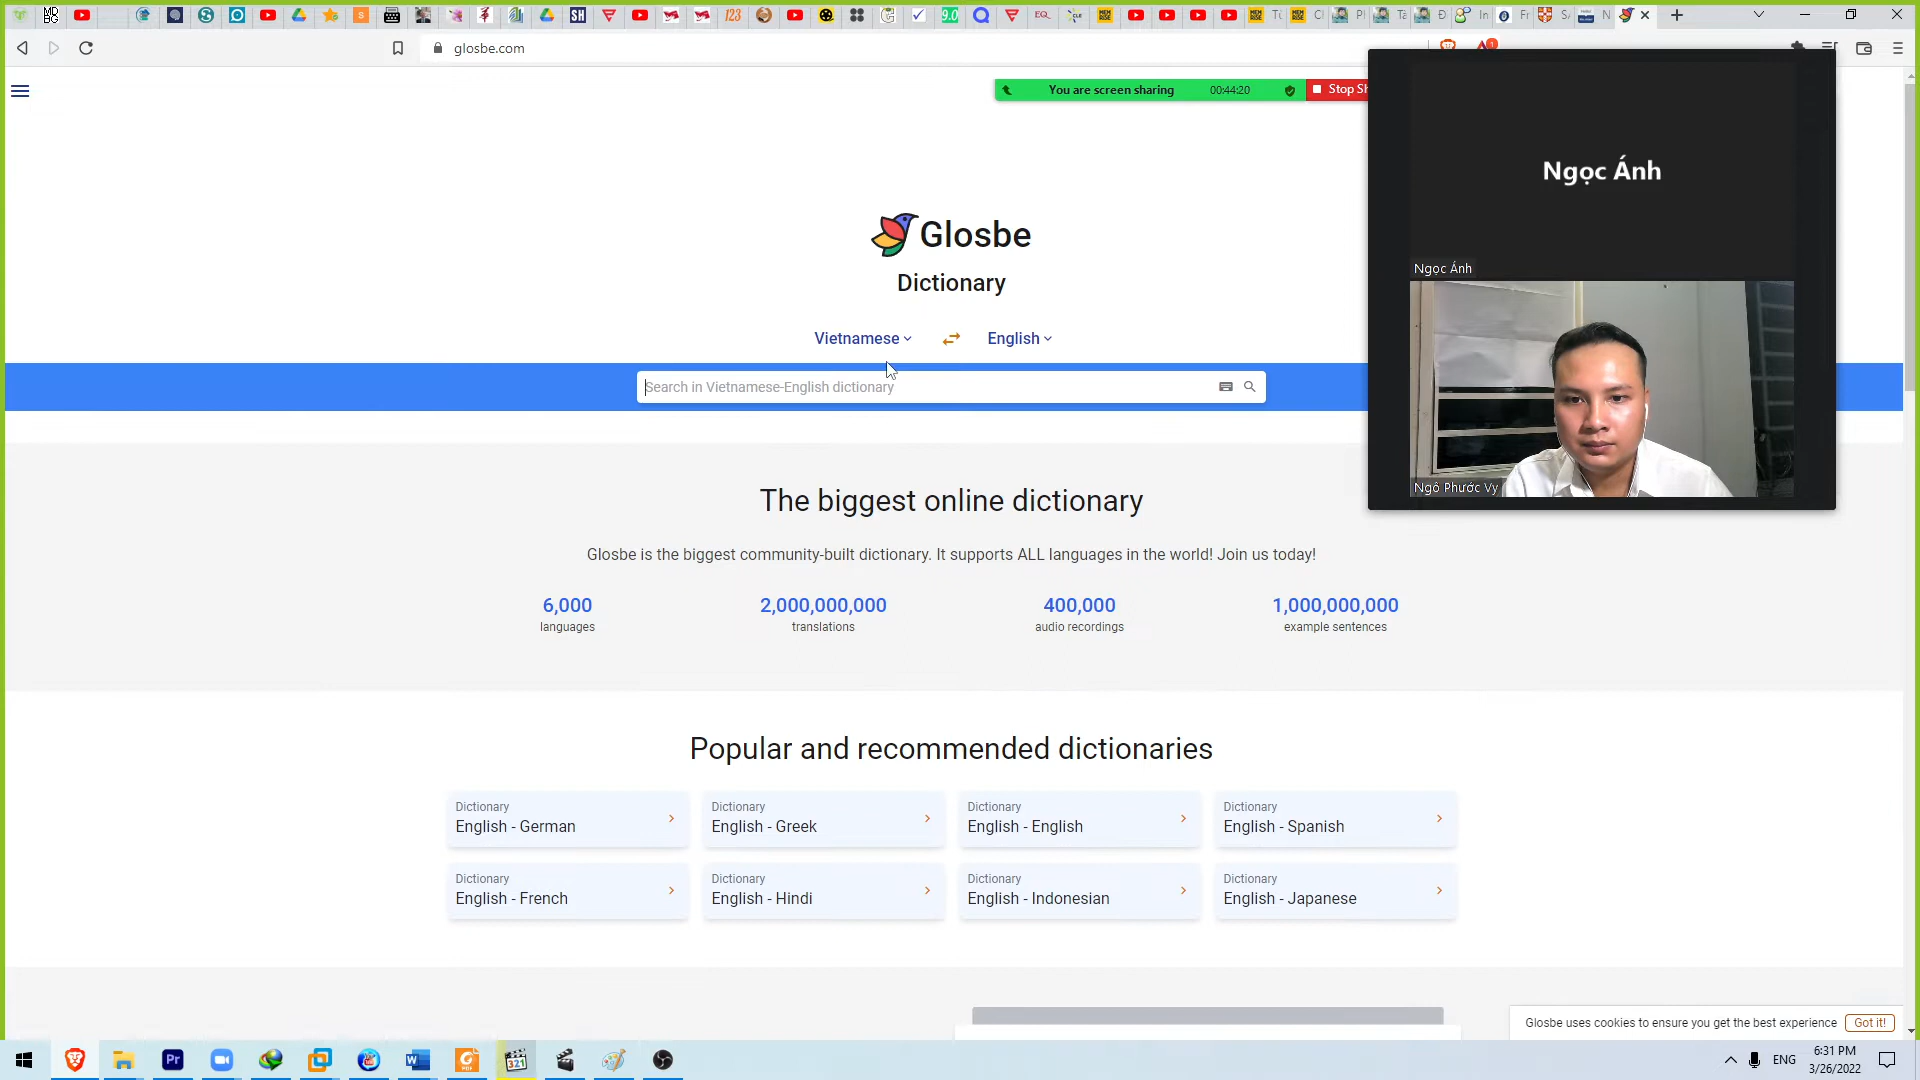 glosbe.com
You are screen sharing 00:44:20 Stop Sh
Ngọc Ánh
Ngọc Ánh
Ngô Phước Vy
Glosbe
Dictionary
Vietnamese English
Search in Vietnamese-English dictionary
The biggest online dictionary
Glosbe is the biggest community-built dictionary. It supports ALL languages in the world! Join us today!
6,000 2,000,000,000 400,000 1,000,000,000
languages translations audio recordings example sentences
Popular and recommended dictionaries
Dictionary Dictionary Dictionary Dictionary
English - German English - Greek English - English English - Spanish
Dictionary Dictionary Dictionary Dictionary
English - French English - Hindi English - Indonesian English - Japanese
Glosbe uses cookies to ensure you get the best experience Got it!
ENG 6:31 PM
3/26/2022